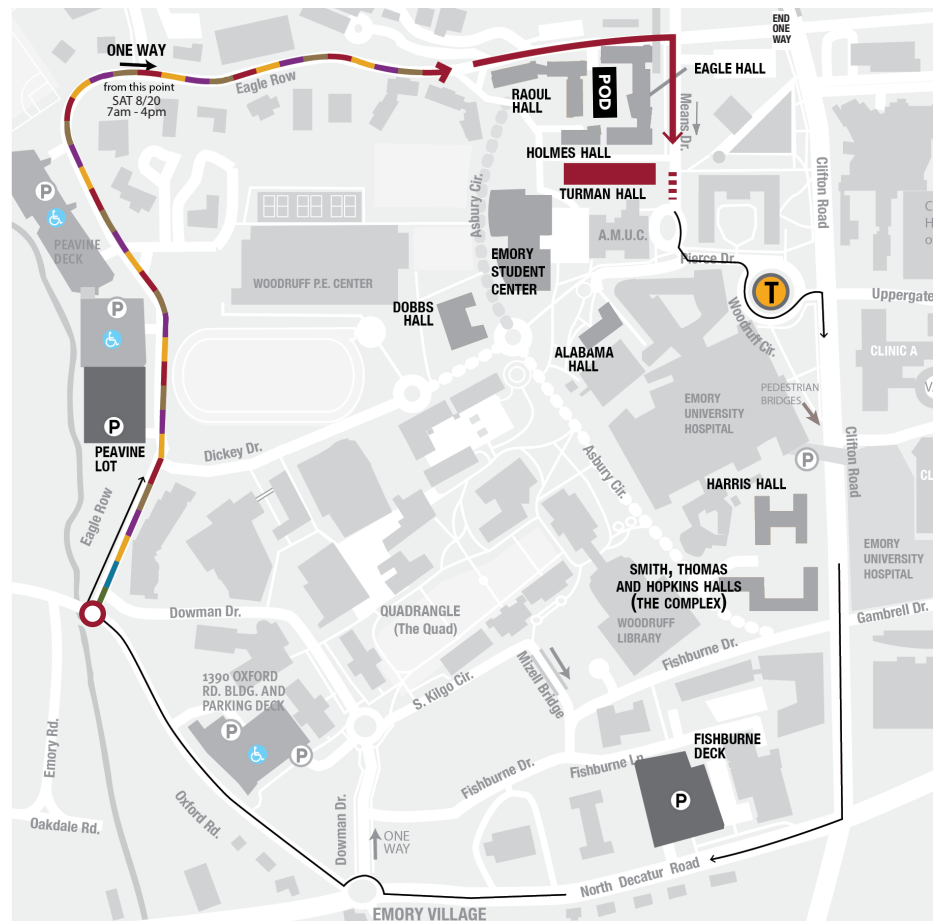 END
ONE
WAY
ONE WAY
from this point
SAT 8/20
7am - 4pm
Eagle Row
RAOUL
HALL
POD
EAGLE HALL
Means Dr.
HOLMES HALL
TURMAN HALL
Clifton Road
P
PEAVINE
DECK
Asbury Cir.
A.M.U.C.
EMORY
STUDENT
CENTER
WOODRUFF P.E. CENTER
Pierce Dr.
T
Uppergate
DOBBS
HALL
P
Woodruff Cir.
ALABAMA
HALL
CLINIC A
PEDESTRIAN
BRIDGES
EMORY
UNIVERSITY
HOSPITAL
P
PEAVINE
LOT
Dickey Dr.
Asbury Cir.
P
Clifton Road
CL
HARRIS HALL
Eagle Row
EMORY
UNIVERSITY
HOSPITAL
SMITH, THOMAS
AND HOPKINS HALLS
(THE COMPLEX)
WOODRUFF
LIBRARY
Dowman Dr.
QUADRANGLE
(The Quad)
Gambrell Dr.
Fishburne Dr.
Mizell Bridge
S. Kilgo Cir.
1390 OXFORD
RD. BLDG. AND
PARKING DECK
P
P
Emory Rd.
FISHBURNE
DECK
Fishburne Ln.
Fishburne Dr.
P
Oxford Rd.
Oakdale Rd.
Dowman Dr.
ONE
WAY
North Decatur Road
EMORY VILLAGE